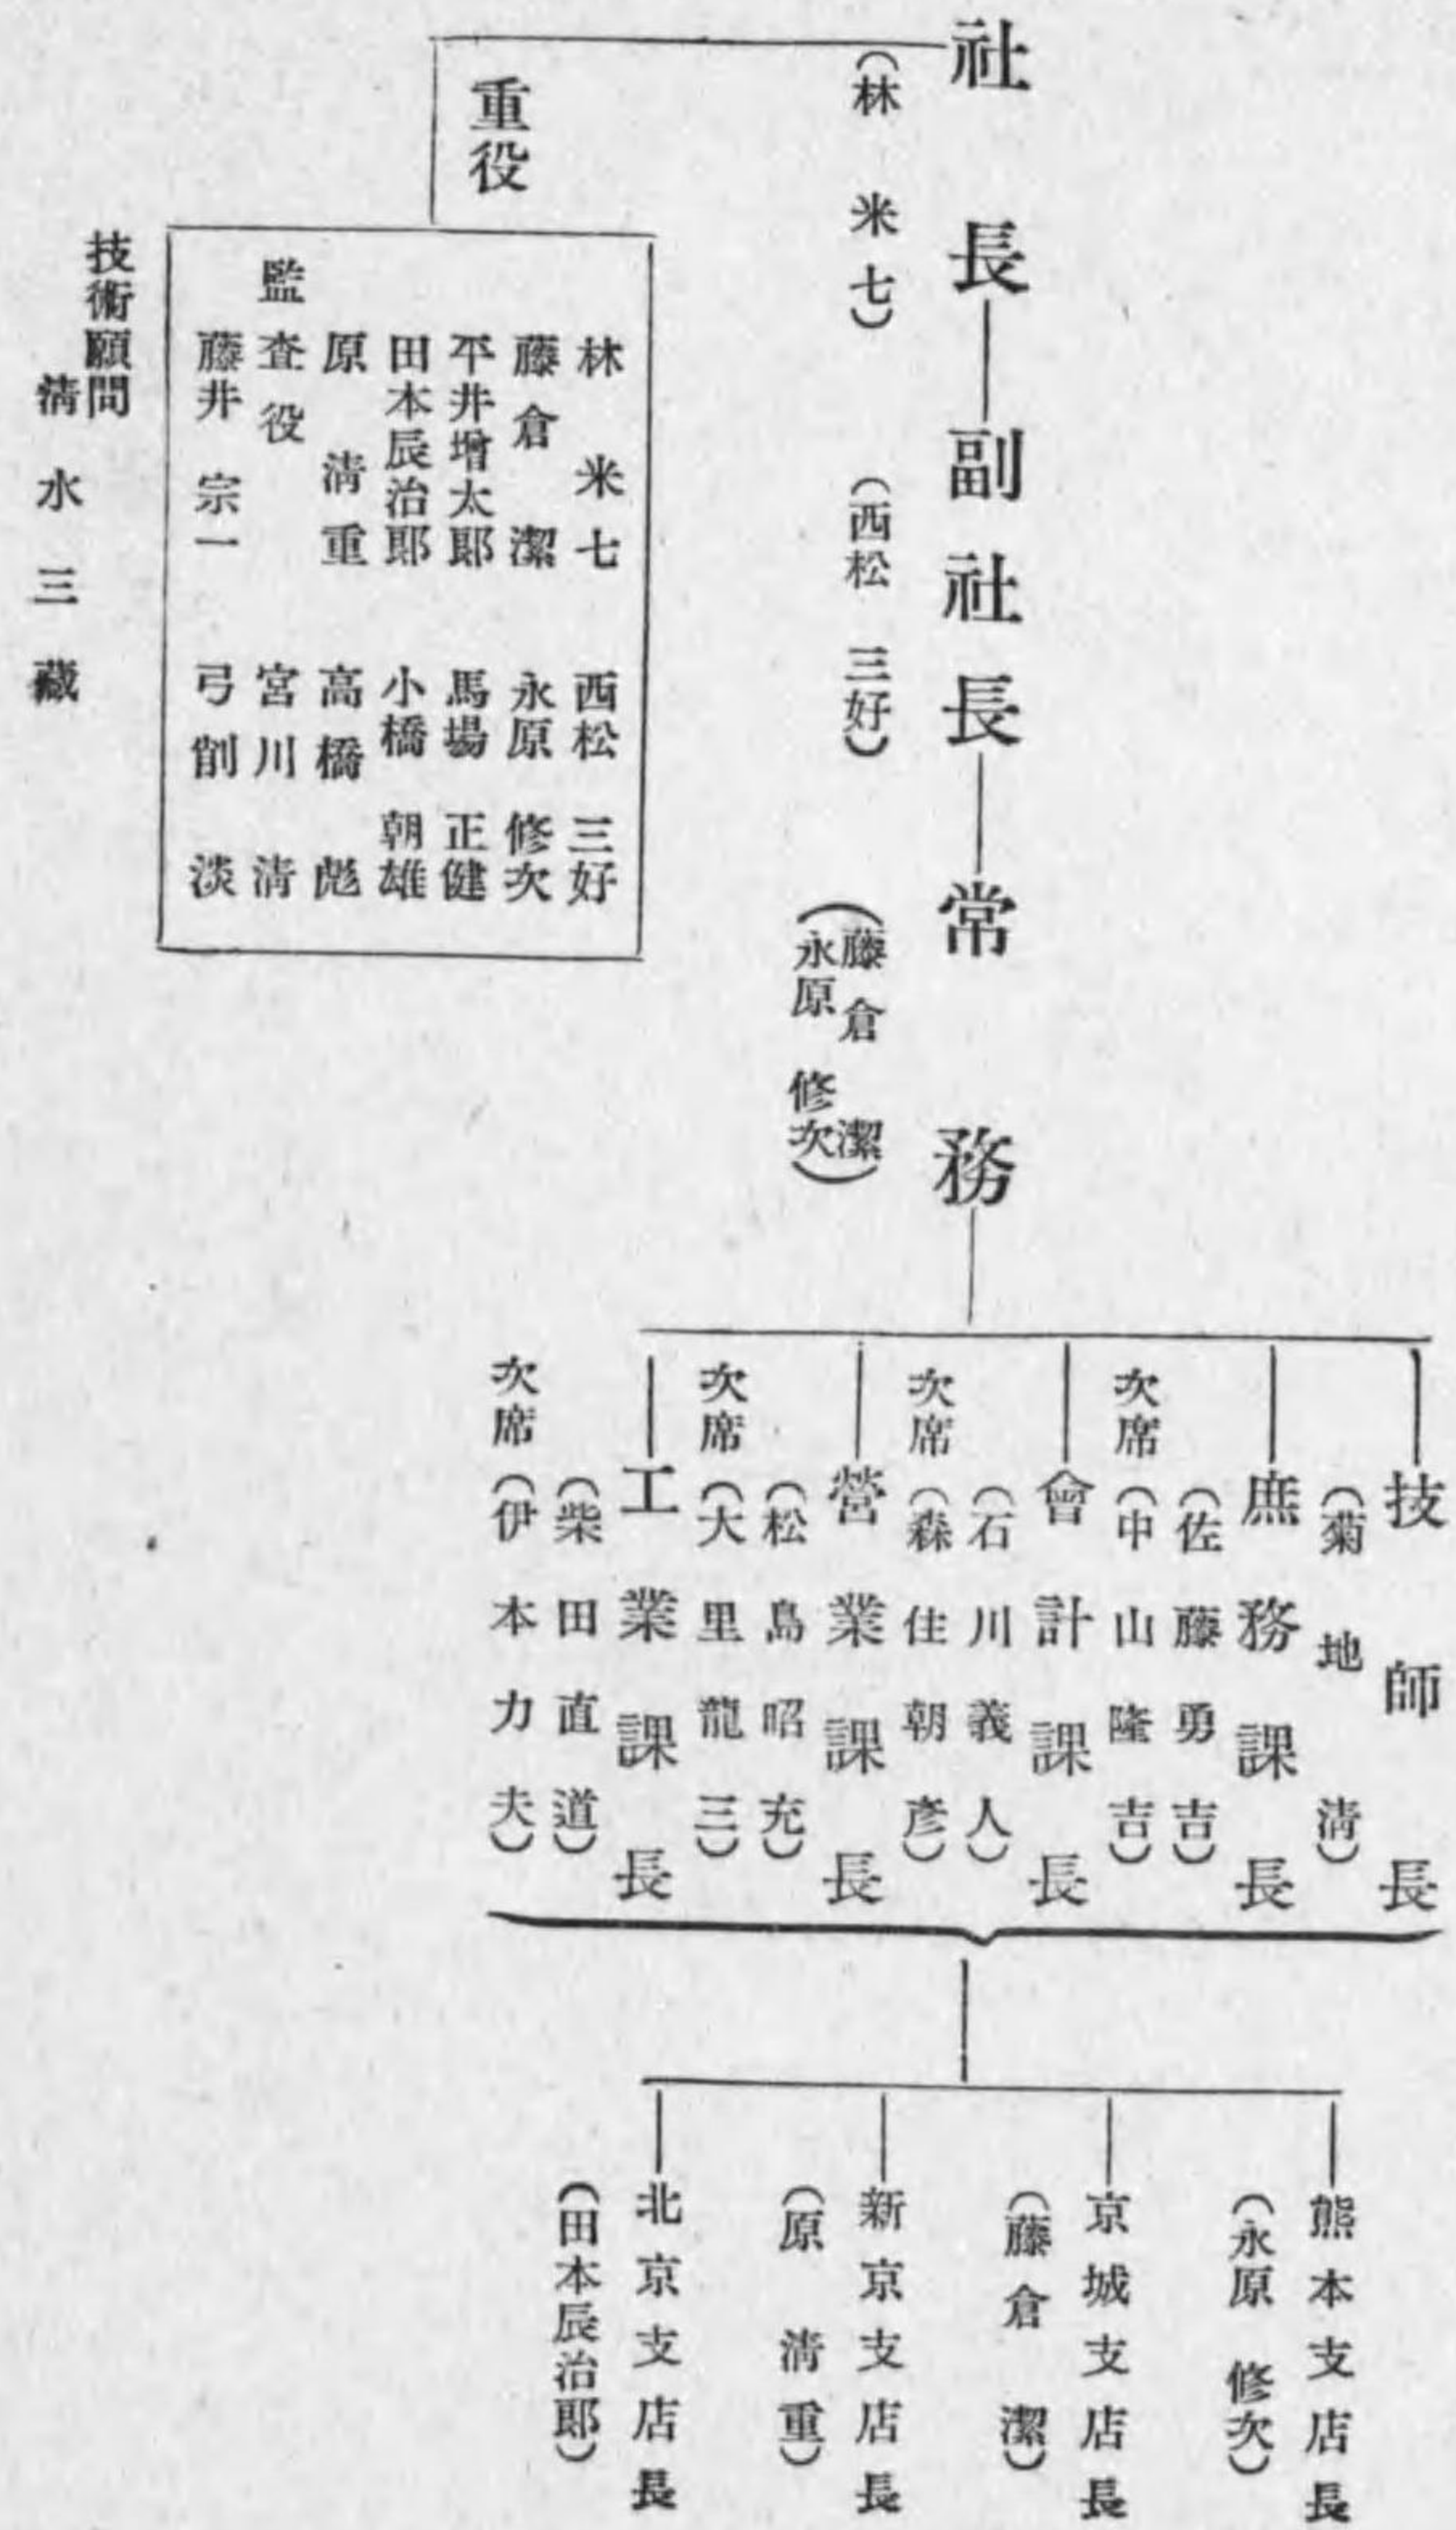 社長―副社長―常務
(林 米七)
(西松 三好)
(藤倉 潔
永原 修次)
重役
林 米七 西松 三好
藤倉 潔 永原 修次
平井增太郞 馬場 正健
田本辰治郞 小橋 朝雄
原 淸重 高橋 彪
監査役 宮川 淸
藤井 宗一 弓削 淡
技術顧問
淸水三藏
技師長
(菊地淸)
庶務課長
(佐藤勇吉)
次席(中山隆吉)
會計課長
(石川義人)
次席(森住朝彥)
營業課長
(松島昭充)
次席(大里龍三)
工業課長
(柴田直道)
次席(伊本力夫)
熊本支店長
(永原 修次)
京城支店長
(藤倉 潔)
新京支店長
(原 淸重)
北京支店長
(田本辰治郞)